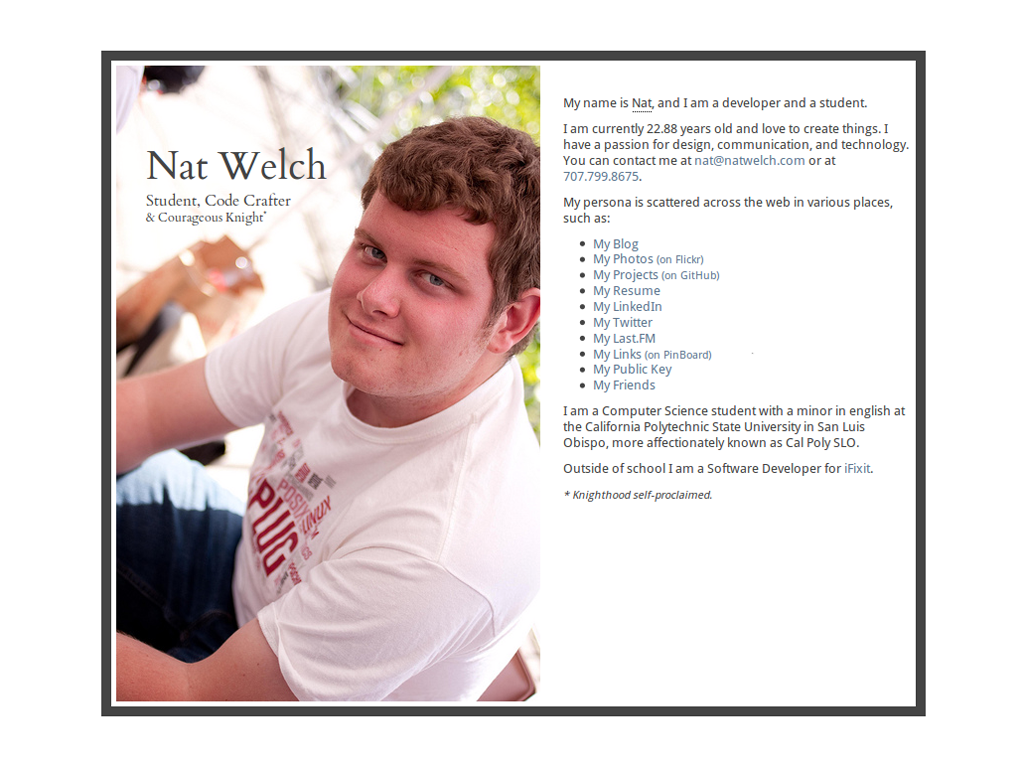 Nat Welch
Student, Code Crafter
& Courageous Knight*
My name is Nat, and I am a developer and a student.
I am currently 22.88 years old and love to create things. I
have a passion for design, communication, and technology.
You can contact me at nat@natwelch.com or at
707.799.8675.
My persona is scattered across the web in various places,
such as:
My Blog
My Photos (on Flickr)
My Projects (on GitHub)
My Resume
My LinkedIn
My Twitter
My Last.FM
My Links (on PinBoard)
My Public Key
My Friends
I am a Computer Science student with a minor in english at
the California Polytechnic State University in San Luis
Obispo, more affectionately known as Cal Poly SLO.
Outside of school I am a Software Developer for iFixit.
* Knighthood self-proclaimed.
POSIX
LINUX
PLUG